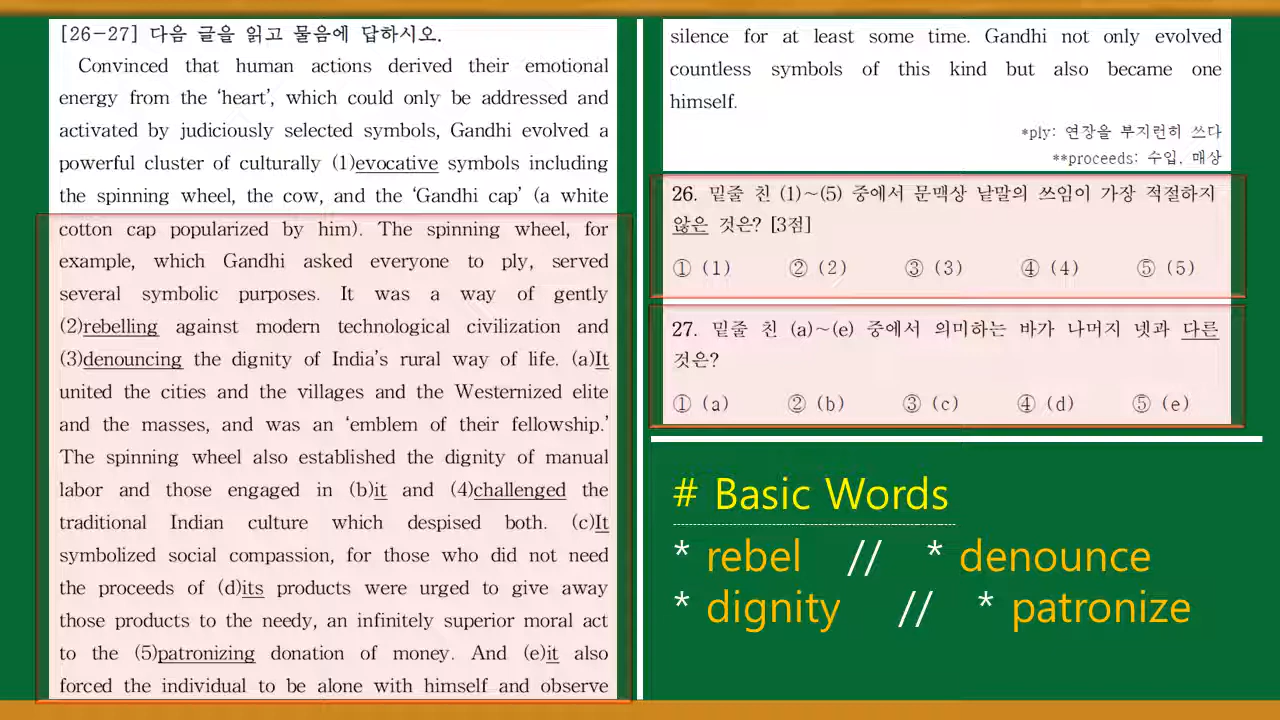 [26-27] 다음 글을 읽고 물음에 답하시오.
Convinced that human actions derived their emotional
energy from the ‘heart’, which could only be addressed and
activated by judiciously selected symbols, Gandhi evolved a
powerful cluster of culturally (1)evocative symbols including
the spinning wheel, the cow, and the ‘Gandhi cap’ (a white
cotton cap popularized by him). The spinning wheel, for
example, which Gandhi asked everyone to ply, served
several symbolic purposes. It was a way of gently
(2)rebelling against modern technological civilization and
(3)denouncing the dignity of India’s rural way of life. (a)It
united the cities and the villages and the Westernized elite
and the masses, and was an ‘emblem of their fellowship.’
The spinning wheel also established the dignity of manual
labor and those engaged in (b)it and (4)challenged the
traditional Indian culture which despised both. (c)It
symbolized social compassion, for those who did not need
the proceeds of (d)its products were urged to give away
those products to the needy, an infinitely superior moral act
to the (5)patronizing donation of money. And (e)it also
forced the individual to be alone with himself and observe
silence for at least some time. Gandhi not only evolved
countless symbols of this kind but also became one
himself.
*ply: 연장을 부지런히 쓰다
**proceeds: 수입, 매상
26. 밑줄 친 (1)~(5) 중에서 문맥상 낱말의 쓰임이 가장 적절하지
않은 것은? [3점]
① (1) ② (2) ③ (3) ④ (4) ⑤ (5)
27. 밑줄 친 (a)~(e) 중에서 의미하는 바가 나머지 넷과 다른
것은?
① (a) ② (b) ③ (c) ④ (d) ⑤ (e)
# Basic Words
* rebel // * denounce
* dignity // * patronize